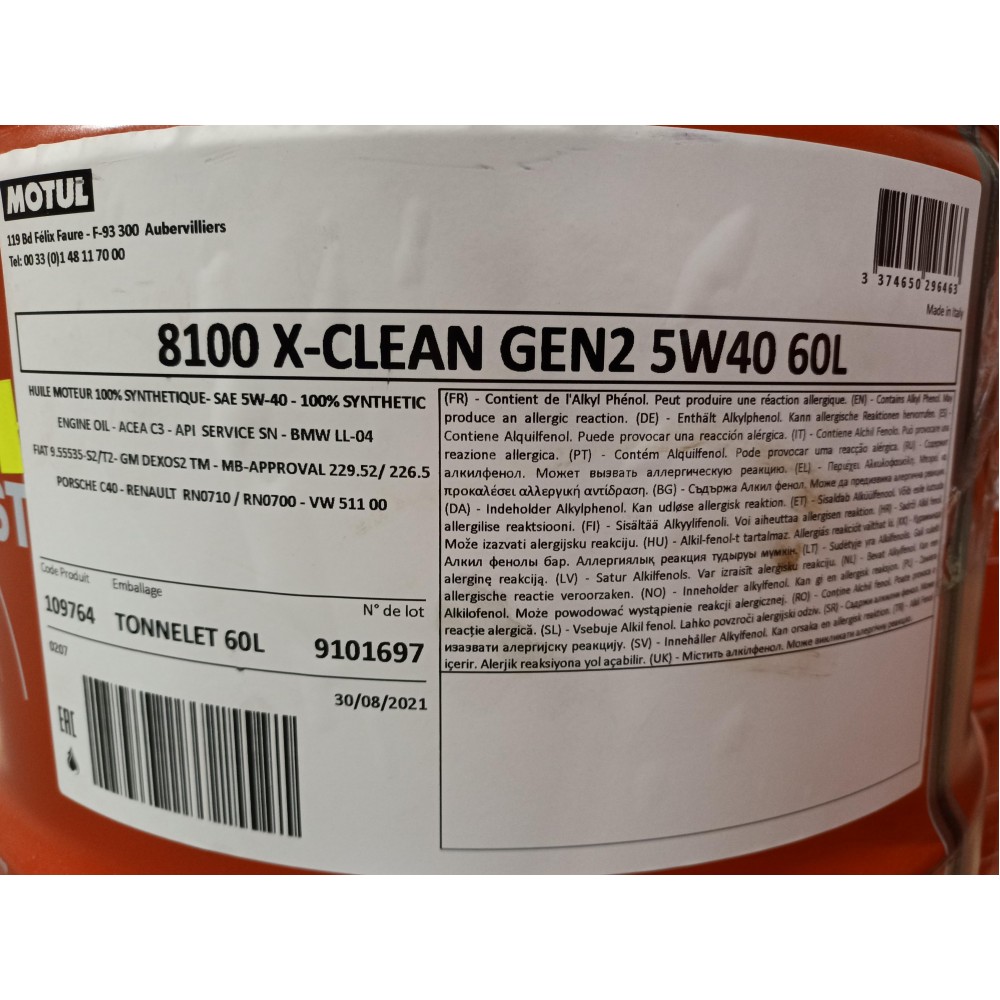 MOTUL
119 Bd Félix Faure - F-93 300 Aubervilliers
Tel: 00 33 (0)1 48 11 70 00
3 374650 296463
Made in Italy
8100 X-CLEAN GEN2 5W40 60L
HUILE MOTEUR 100% SYNTHETIQUE- SAE 5W-40 - 100% SYNTHETIC
ENGINE OIL - ACEA C3 - API SERVICE SN - BMW LL-04
FIAT 9.55535-S2/T2- GM DEXOS2 TM - MB-APPROVAL 229.52/ 226.5
PORSCHE C40 - RENAULT RN0710 / RN0700 - VW 511 00
(FR) - Contient de l'Alkyl Phénol. Peut produire une réaction allergique. (EN) - Contains Alkyl Phenol. May
produce an allergic reaction. (DE) - Enthält Alkylphenol. Kann allergische Reaktionen hervorrufen. (ES) -
Contiene Alquilfenol. Puede provocar una reacción alérgica. (IT) - Contiene Alchil Fenolo. Può provocare una
reazione allergica. (PT) - Contém Alquilfenol. Pode provocar uma reacção alérgica. (RU) - Содержит
алкилфенол. Может вызвать аллергическую реакцию. (EL) - Περιέχει Αλκυλοφαινόλη. Μπορεί να
προκαλέσει αλλεργική αντίδραση. (BG) - Съдържа Алкил фенол. Може да предизвика алергична реакция.
(DA) - Indeholder Alkylphenol. Kan udløse allergisk reaktion. (ET) - Sisaldab Alküülfenool. Võib esile kutsuda
allergilise reaktsiooni. (FI) - Sisältää Alkyylifenoli. Voi aiheuttaa allergisen reaktion. (HR) - Sadrži Alkil fenol.
Može izazvati alergijsku reakciju. (HU) - Alkil-fenol-t tartalmaz. Allergiás reakciót válthat ki. (KK) - Құрамында
Алкил фенолы бар. Аллергиялық реакция тудыруы мүмкін. (LT) - Sudėtyje yra Alkilfenolis. Gali sukelti
alerginę reakciją. (LV) - Satur Alkilfenols. Var izraisīt alerģisku reakciju. (NL) - Bevat Alkylfenol. Kan een
allergische reactie veroorzaken. (NO) - Inneholder alkylfenol. Kan gi en allergisk reaksjon. (PL) - Zawiera
Alkilofenol. Może powodować wystąpienie reakcji alergicznej. (RO) - Conține Alchil fenol. Poate provoca o
reacție alergică. (SL) - Vsebuje Alkil fenol. Lahko povzroči alergijski odziv. (SR) - Садржи алкилни фенол. Може
изазвати алергијску реакцију. (SV) - Innehåller Alkylfenol. Kan orsaka en allergisk reaktion. (TR) - Alkil Fenol
içerir. Alerjik reaksiyona yol açabilir. (UK) - Містить алкілфенол. Може викликати алергічну реакцію.
Code Produit
Emballage
N° de lot
109764
TONNELET 60L
9101697
0207
30/08/2021
EAC
ST